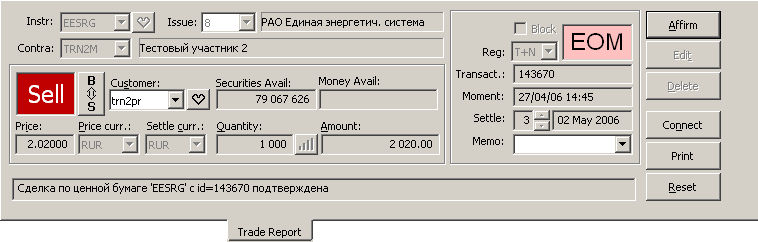 Instr: EESRG Issue: 8 РАО Единая энергетич. система
Contra: TRN2M Тестовый участник 2
Sell B S Customer: trn2pr Securities Avail: 79 067 626 Money Avail:
Price: 2.02000 Price curr.: RUR Settle curr.: RUR Quantity: 1 000 Amount: 2 020.00
Block
Reg: T+N EOM
Transact.: 143670
Moment: 27/04/06 14:45
Settle: 3 02 May 2006
Memo:
Affirm
Edit
Delete
Connect
Print
Reset
Сделка по ценной бумаге 'EESRG' с id=143670 подтверждена
Trade Report